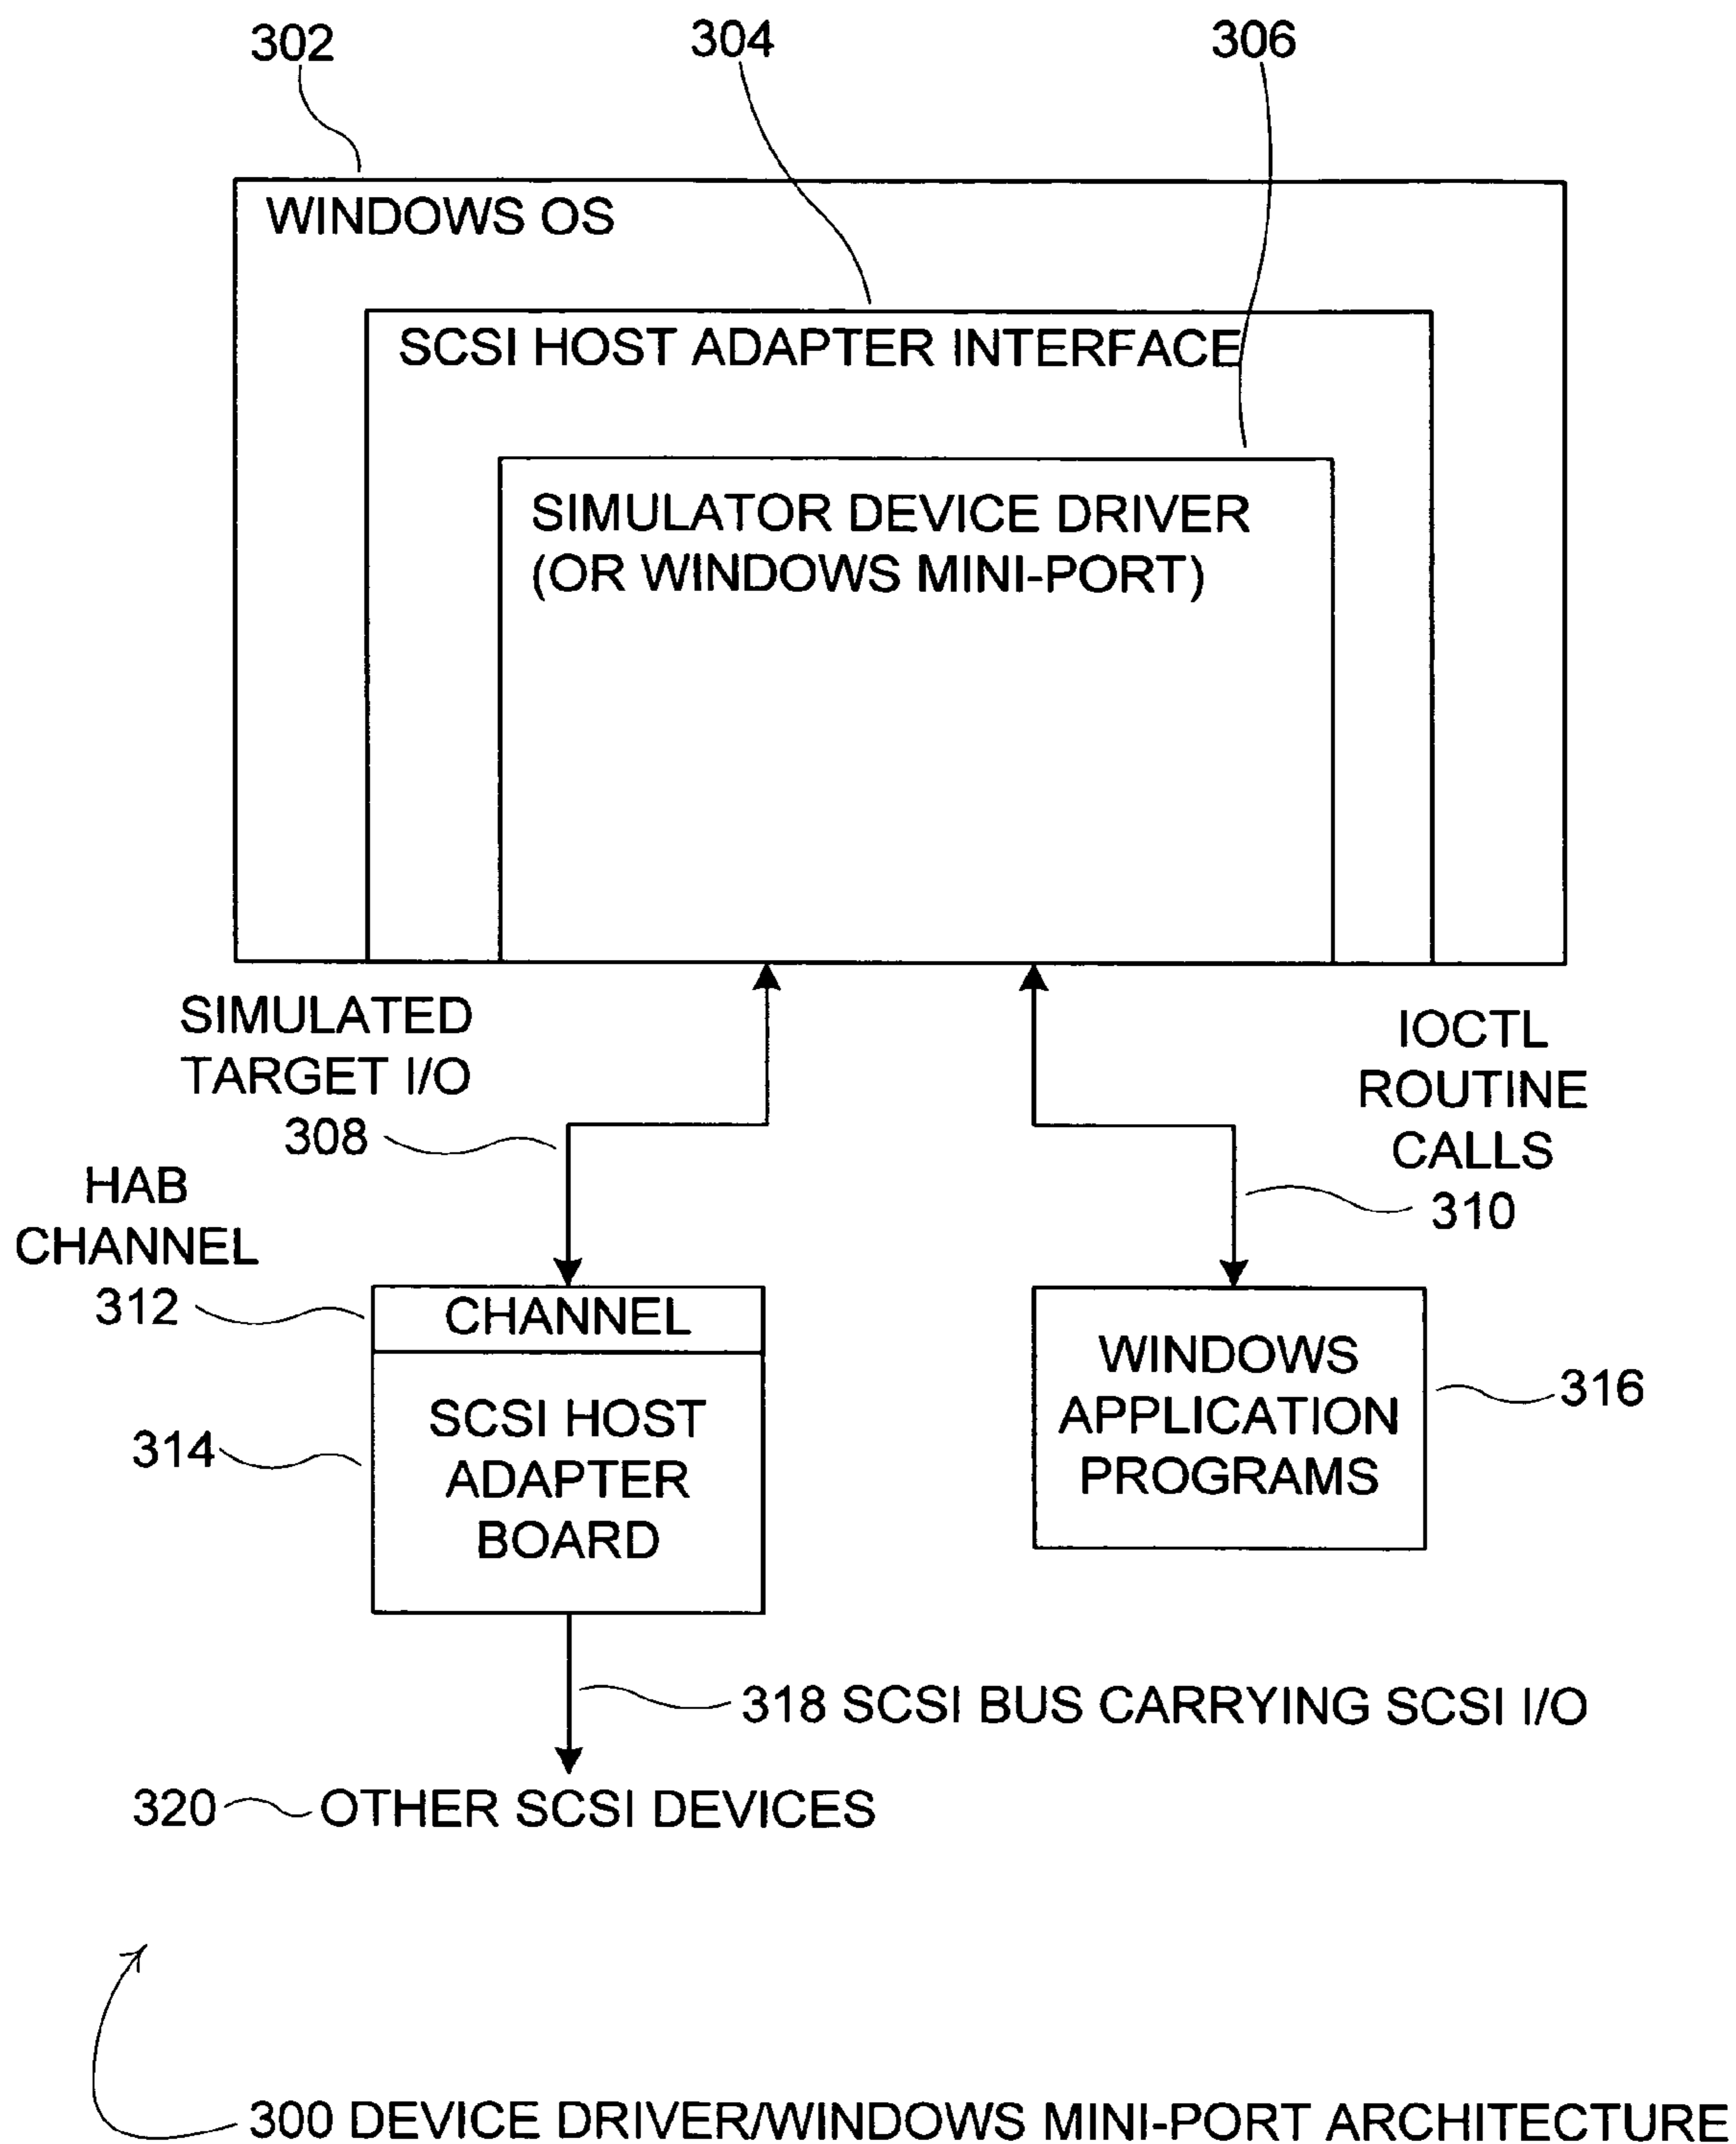 302
304
306
WINDOWS OS
SCSI HOST ADAPTER INTERFACE
SIMULATOR DEVICE DRIVER
(OR WINDOWS MINI-PORT)
SIMULATED
TARGET I/O
308
IOCTL
ROUTINE
CALLS
310
HAB
CHANNEL
312
CHANNEL
314
SCSI HOST
ADAPTER
BOARD
WINDOWS
APPLICATION
PROGRAMS
316
318 SCSI BUS CARRYING SCSI I/O
320 OTHER SCSI DEVICES
300 DEVICE DRIVER/WINDOWS MINI-PORT ARCHITECTURE